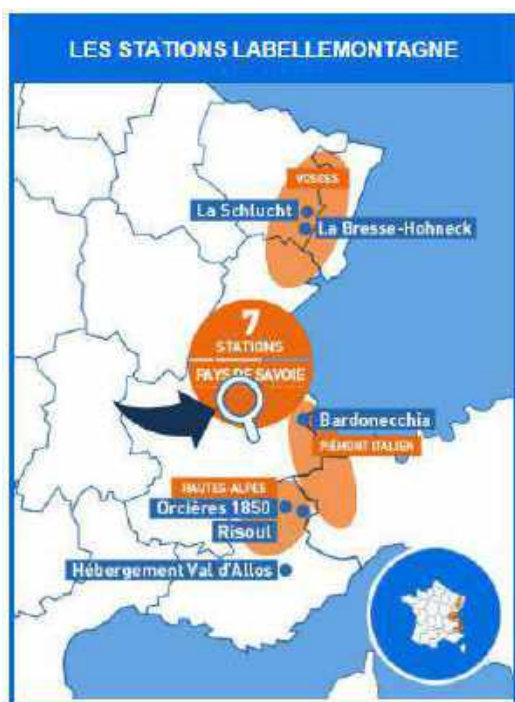 LES STATIONS LABELLEMONTAGNE
VOSGES
La Schlucht
La Bresse-Hohneck
7
STATIONS
PAYS DE SAVOIE
Bardonecchia
PIÉMONT ITALIEN
HAUTES-ALPES
Orcières 1850
Risoul
Hébergement Val d'Allos